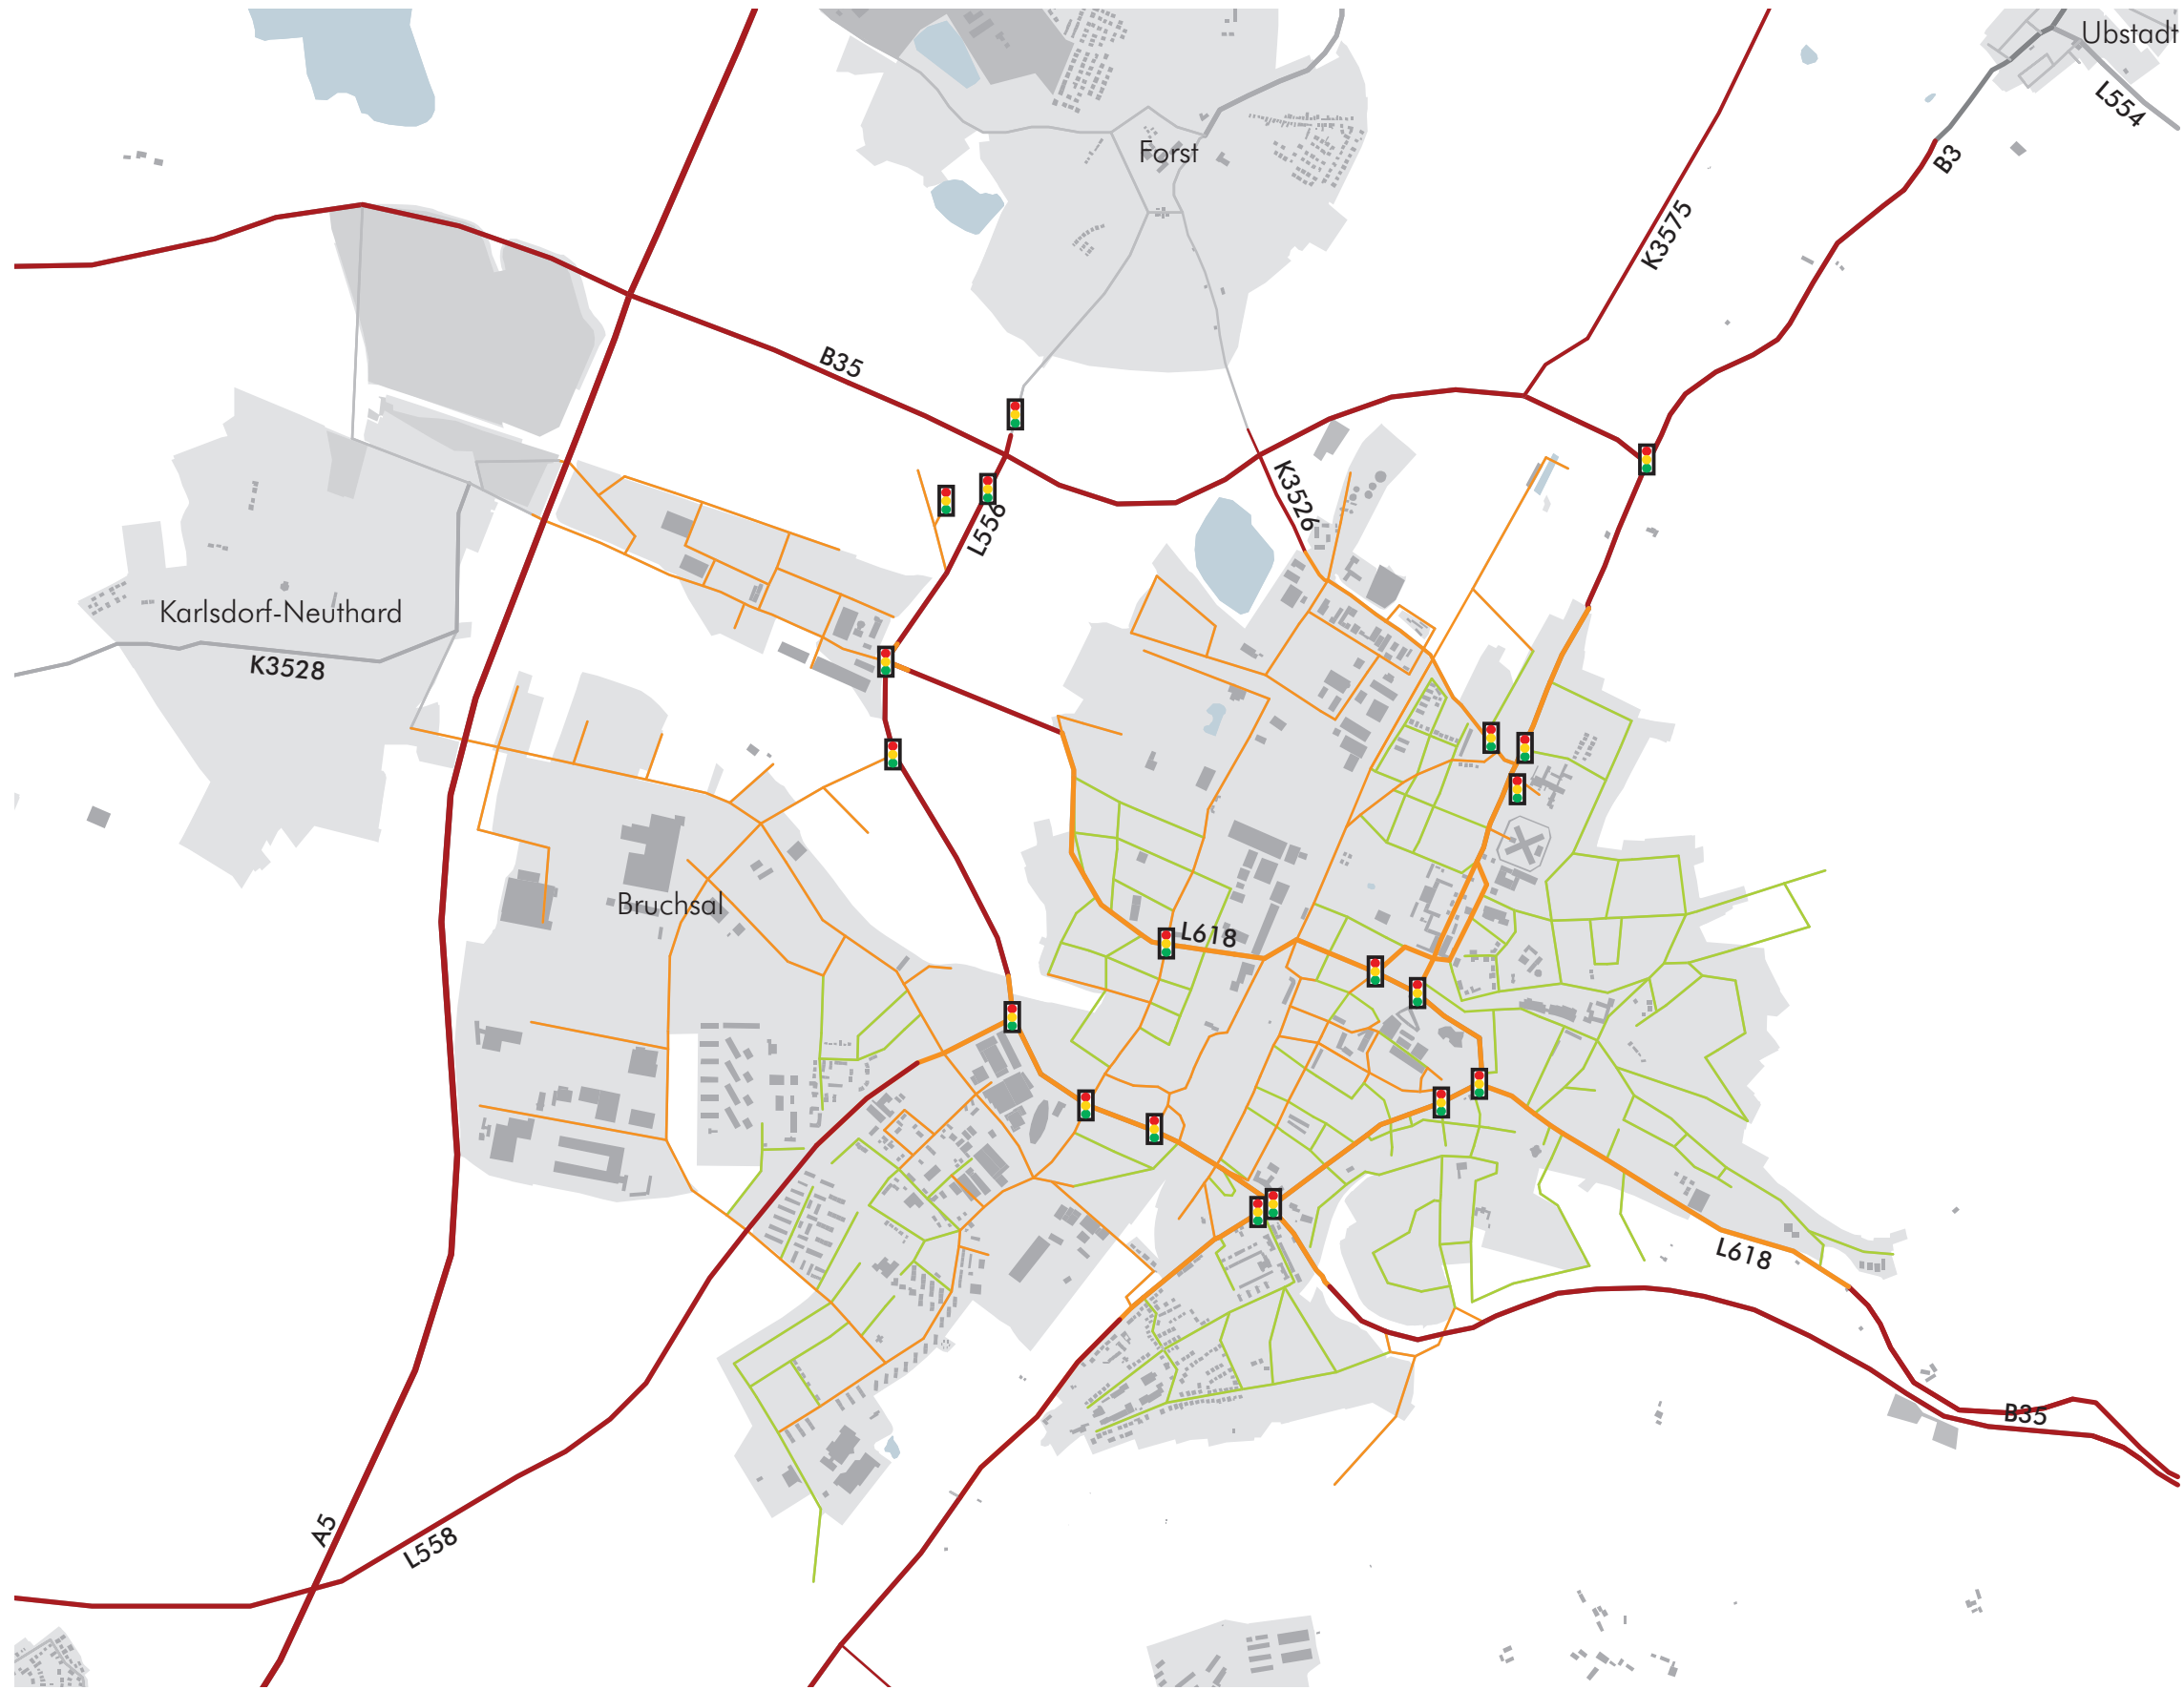 Ubstadt
L554
B3
Forst
K3575
B35
K3526
L556
Karlsdorf-Neuthard
K3528
Bruchsal
L618
L618
B35
A5
L558